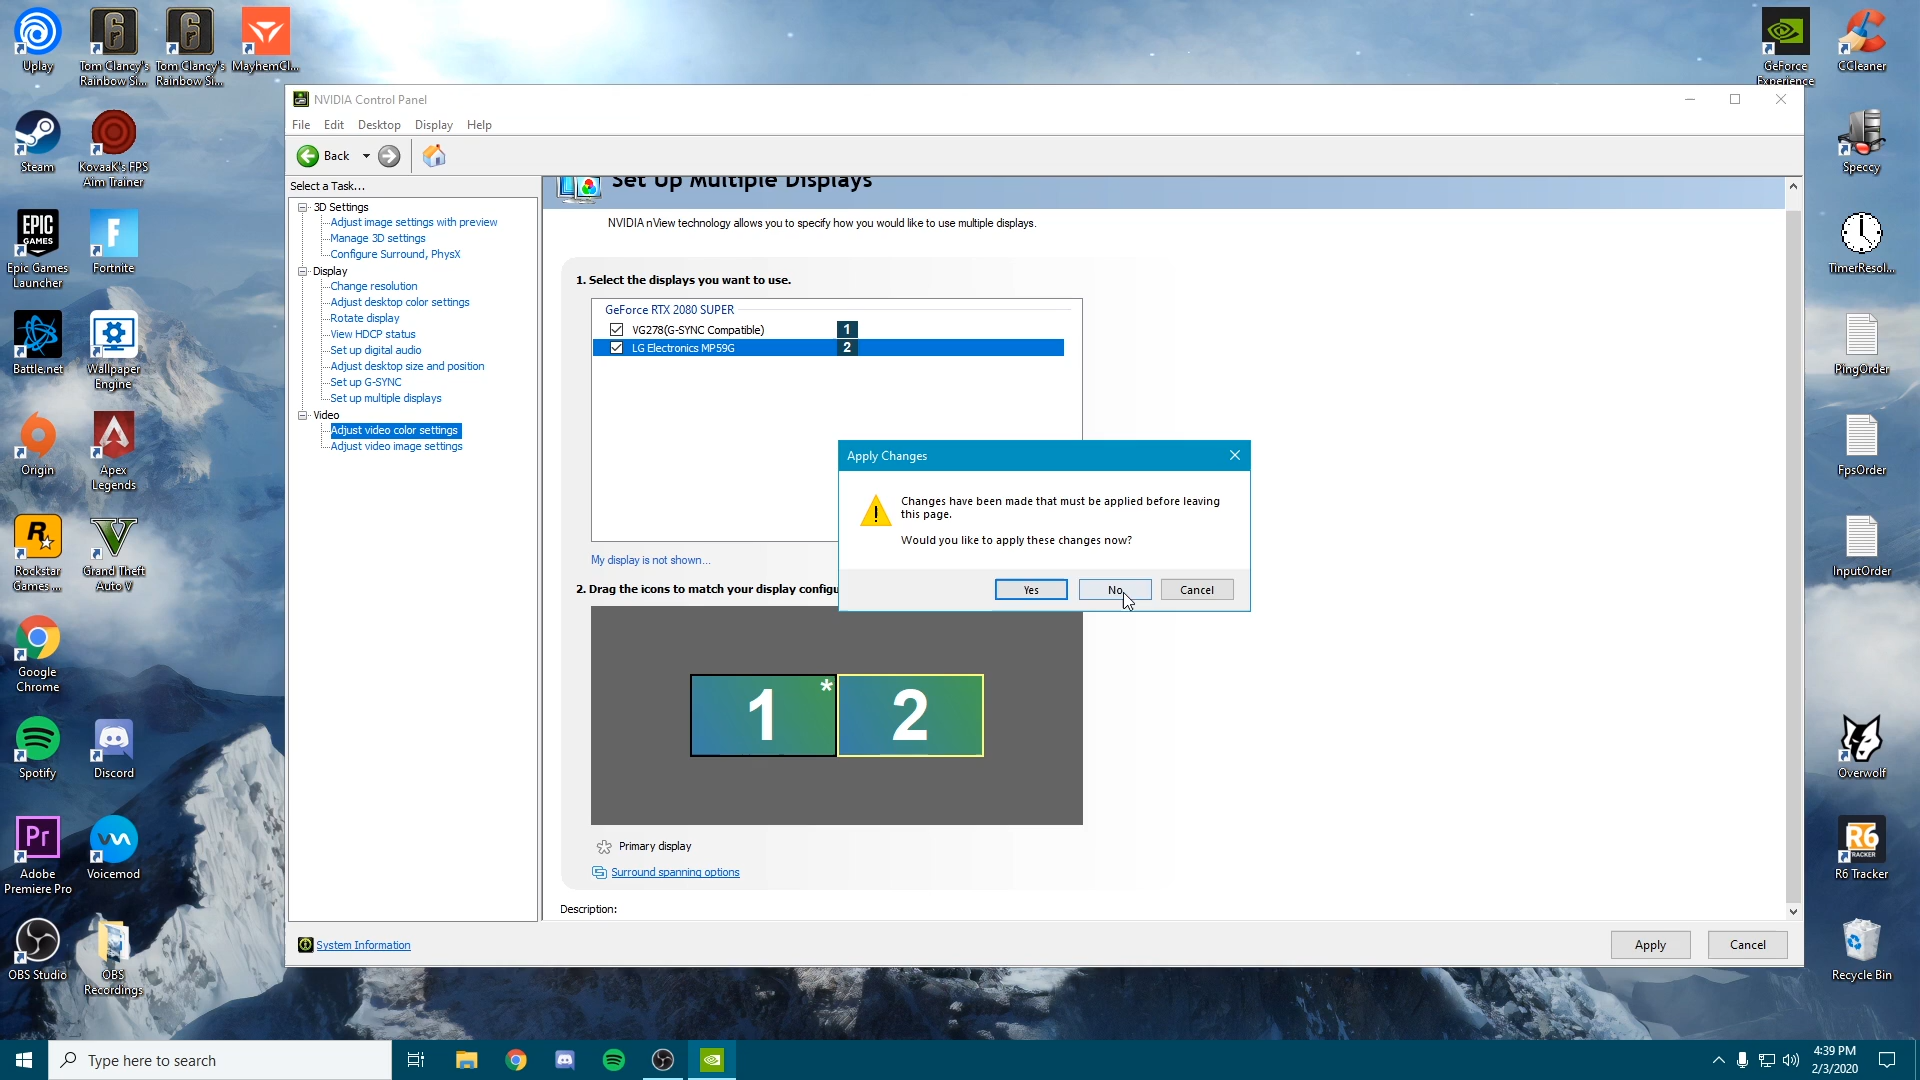 Uplay
Tom Clancy's
Rainbow Si...
Tom Clancy's
Rainbow Si...
MayhemCl...
GeForce
Experience
CCleaner
Steam
KovaaK's FPS
Aim Trainer
Speccy
EPIC
GAMES
Epic Games
Launcher
Fortnite
TimerResol...
Battle.net
Wallpaper
Engine
PingOrder
Origin
Apex
Legends
FpsOrder
Rockstar
Games ...
Grand Theft
Auto V
InputOrder
Google
Chrome
Spotify
Discord
Overwolf
Pr
Adobe
Premiere Pro
Voicemod
R6
TRACKER
R6 Tracker
OBS Studio
OBS
Recordings
Recycle Bin
NVIDIA Control Panel
File Edit Desktop Display Help
Back
Select a Task...
3D Settings
Adjust image settings with preview
Manage 3D settings
Configure Surround, PhysX
Display
Change resolution
Adjust desktop color settings
Rotate display
View HDCP status
Set up digital audio
Adjust desktop size and position
Set up G-SYNC
Set up multiple displays
Video
Adjust video color settings
Adjust video image settings
System Information
Set Up Multiple Displays
NVIDIA nView technology allows you to specify how you would like to use multiple displays.
1. Select the displays you want to use.
GeForce RTX 2080 SUPER
VG278(G-SYNC Compatible) 1
LG Electronics MP59G 2
My display is not shown...
2. Drag the icons to match your display configu
1 * 2
Primary display
Surround spanning options
Description:
Apply Cancel
Apply Changes
Changes have been made that must be applied before leaving
this page.
Would you like to apply these changes now?
Yes No Cancel
Type here to search
4:39 PM
2/3/2020